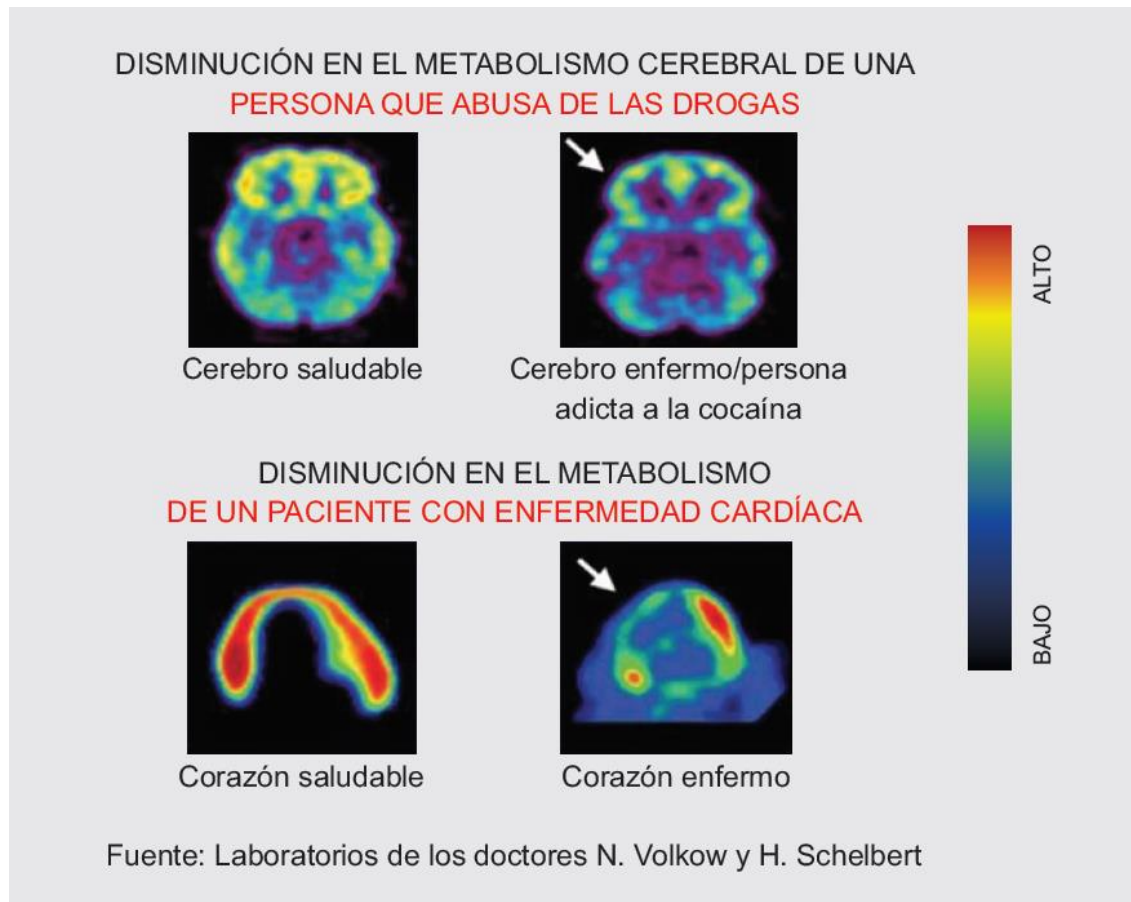 DISMINUCIÓN EN EL METABOLISMO CEREBRAL DE UNA
PERSONA QUE ABUSA DE LAS DROGAS
Cerebro saludable
Cerebro enfermo/persona
adicta a la cocaína
ALTO
BAJO
DISMINUCIÓN EN EL METABOLISMO
DE UN PACIENTE CON ENFERMEDAD CARDÍACA
Corazón saludable
Corazón enfermo
Fuente: Laboratorios de los doctores N. Volkow y H. Schelbert